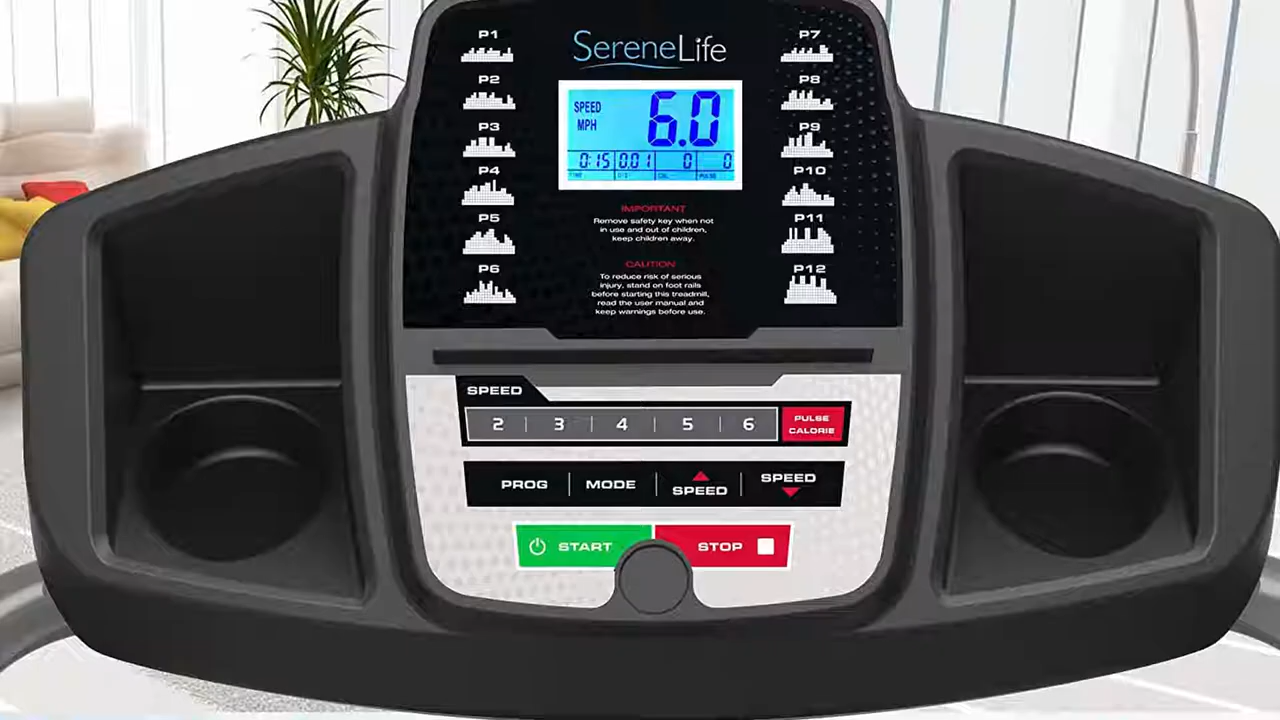 P1
P2
P3
P4
P5
P6
SereneLife
SPEED
MPH
6.0
0:15 0.01 0 0
TIME CAL PULSE
IMPORTANT
Remove safety key when not
in use and out of children,
keep children away.
CAUTION
To reduce risk of serious
injury, stand on foot rails
before starting this treadmill,
read the user manual and
keep warnings before use.
P7
P8
P9
P10
P11
P12
SPEED
2 3 4 5 6
PULSE
CALORIE
PROG MODE SPEED SPEED
START STOP